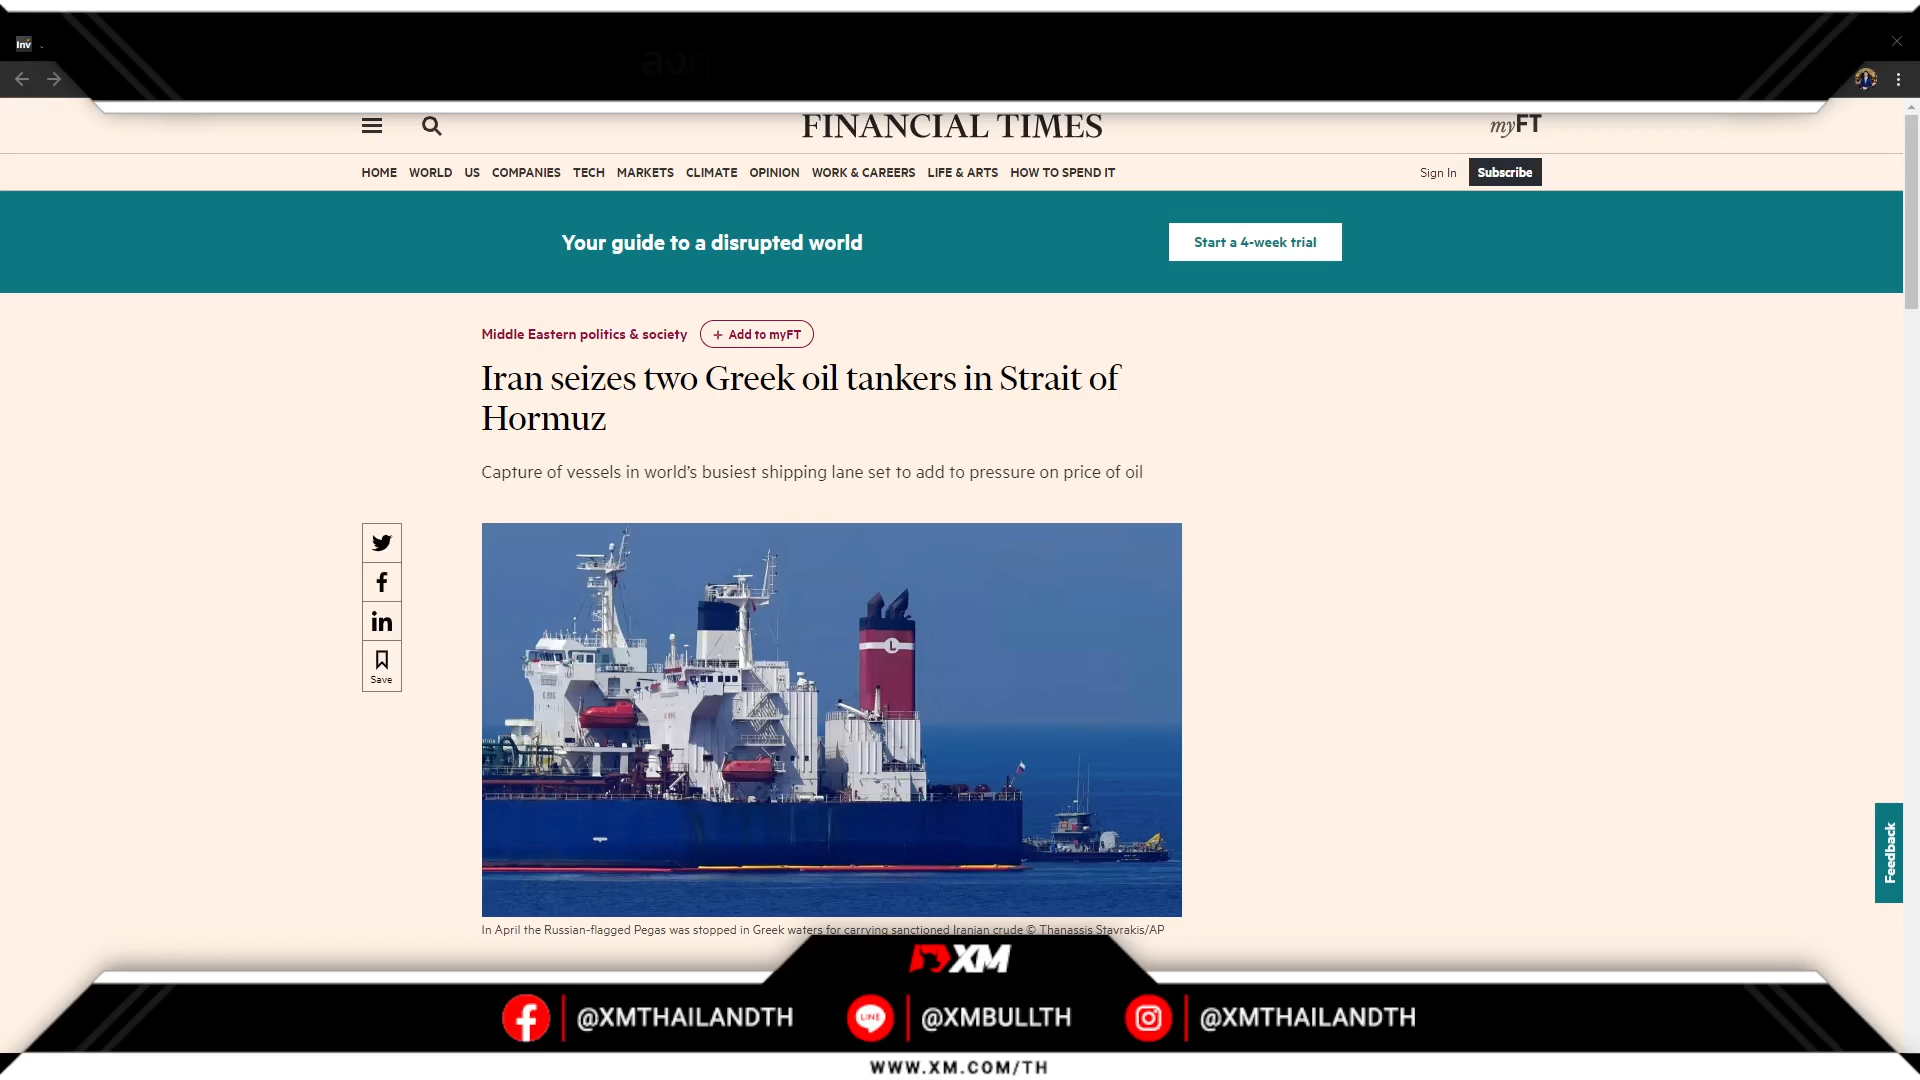 Inv
FINANCIAL TIMES
myFT
HOME WORLD US COMPANIES TECH MARKETS CLIMATE OPINION WORK & CAREERS LIFE & ARTS HOW TO SPEND IT
Sign In Subscribe
Your guide to a disrupted world
Start a 4-week trial
Middle Eastern politics & society + Add to myFT
Iran seizes two Greek oil tankers in Strait of
Hormuz
Capture of vessels in world’s busiest shipping lane set to add to pressure on price of oil
Save
L
Feedback
In April the Russian-flagged Pegas was stopped in Greek waters for carrying sanctioned Iranian crude © Thanassis Stavrakis/AP
XM
@XMTHAILANDTH
LINE
@XMBULLTH
@XMTHAILANDTH
WWW.XM.COM/TH